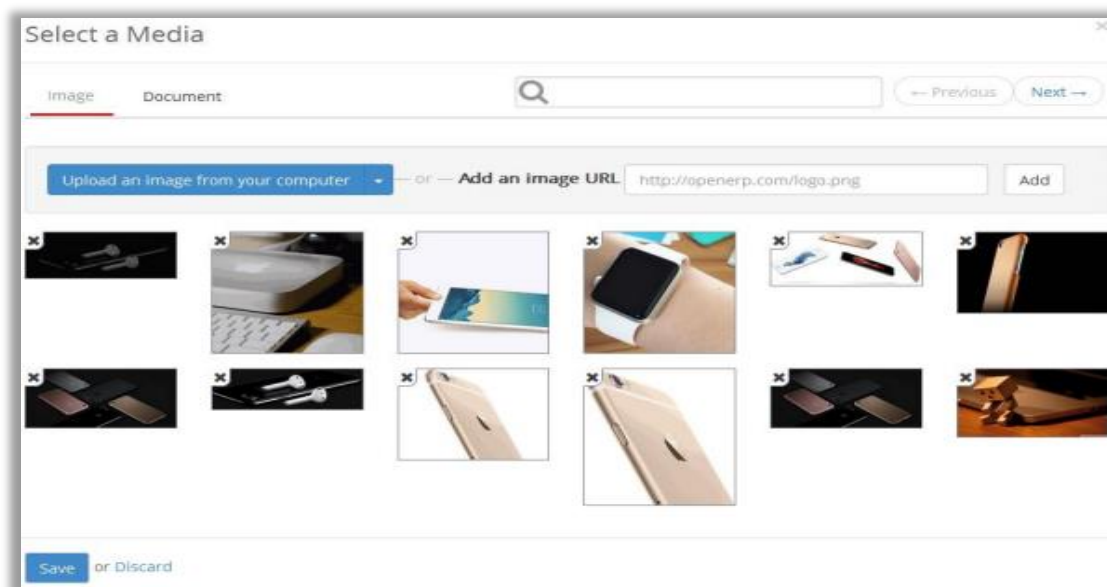 Select a Media
Image Document ← Previous Next →
Upload an image from your computer — or — Add an image URL http://openerp.com/logo.png Add
Save or Discard